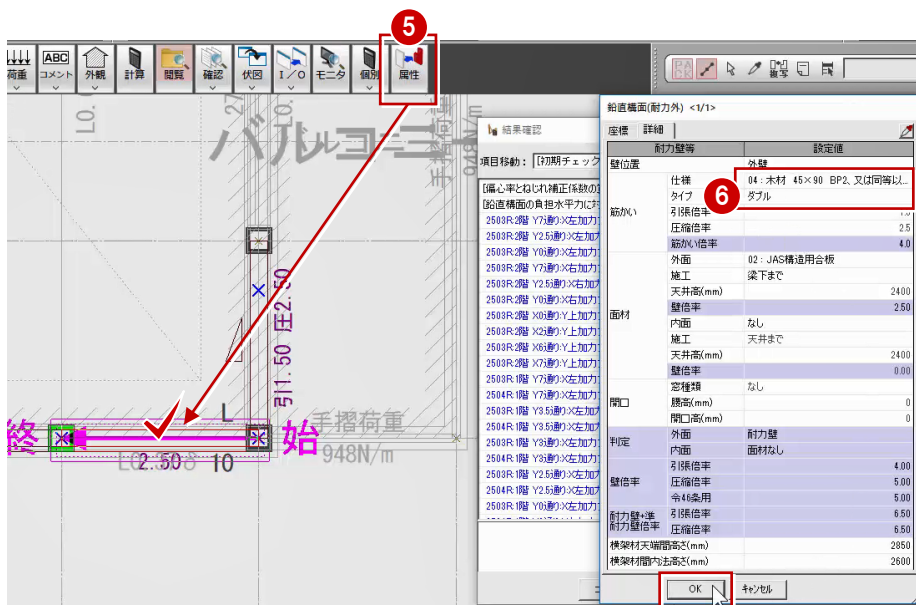 5
荷重
ABC
コメント
外観
計算
閲覧
確認
伏図
I/O
モニタ
個別
属性
複写
バルコニー
手摺荷重
948N/m
引1.50 圧2.50
L
終
始
2.50
10
手摺荷重
948N/m
結果確認
項目移動： [初期チェック
[偏心率とねじれ補正係数の
[鉛直構面の負担水平力に
2503R:2階 Y7通り:X左加力
2503R:2階 Y2.5通り:X左加力
2503R:2階 Y0通り:X左加力
2503R:2階 Y7通り:X右加力
2503R:2階 Y2.5通り:X右加力
2503R:2階 Y0通り:X右加力
2503R:2階 X0通り:Y上加力
2503R:2階 X2通り:Y上加力
2503R:2階 X6通り:Y上加力
2503R:2階 X7通り:Y上加力
2503R:1階 Y7通り:X左加力
2504R:1階 Y7通り:X左加力
2503R:1階 Y3.5通り:X左加力
2504R:1階 Y3.5通り:X左加力
2503R:1階 Y3通り:X左加力
2504R:1階 Y3通り:X左加力
2503R:1階 Y2.5通り:X左加力
2504R:1階 Y2.5通り:X左加力
2503R:1階 Y0通り:X左加力
鉛直構面(耐力外) <1/1>
座標 詳細
耐力壁等 設定値
壁位置 外壁
6
筋かい 仕様 04：木材 45×90 BP2、又は同等以...
タイプ ダブル
引張倍率
圧縮倍率 2.5
筋かい倍率 4.0
面材 外面 02：JAS構造用合板
施工 梁下まで
天井高(mm) 2400
壁倍率 2.50
内面 なし
施工 天井まで
天井高(mm) 2400
壁倍率 0.00
開口 窓種類 なし
腰高(mm) 0
開口高(mm) 0
判定 外面 耐力壁
内面 面材なし
壁倍率 引張倍率 4.00
圧縮倍率 5.00
令46条用 5.00
耐力壁+準耐力壁倍率 引張倍率 6.50
圧縮倍率 6.50
横架材天端間高さ(mm) 2850
横架材間内法高さ(mm) 2600
OK キャンセル